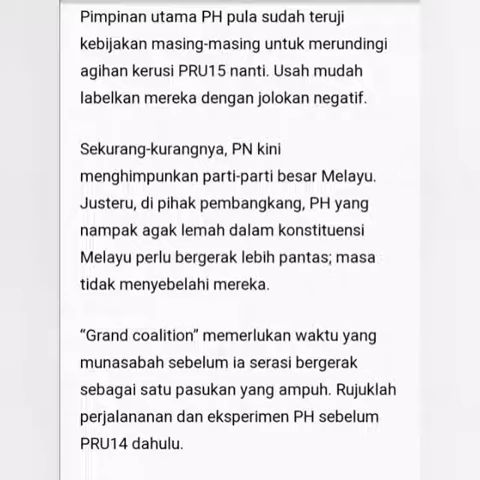 Pimpinan utama PH pula sudah teruji
kebijakan masing-masing untuk merundingi
agihan kerusi PRU15 nanti. Usah mudah
labelkan mereka dengan jolokan negatif.
Sekurang-kurangnya, PN kini
menghimpunkan parti-parti besar Melayu.
Justeru, di pihak pembangkang, PH yang
nampak agak lemah dalam konstituensi
Melayu perlu bergerak lebih pantas; masa
tidak menyebelahi mereka.
“Grand coalition” memerlukan waktu yang
munasabah sebelum ia serasi bergerak
sebagai satu pasukan yang ampuh. Rujuklah
perjalananan dan eksperimen PH sebelum
PRU14 dahulu.